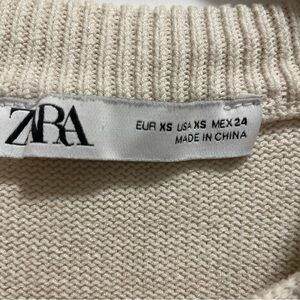 ZARA
EUR XS USA XS MEX 24
MADE IN CHINA